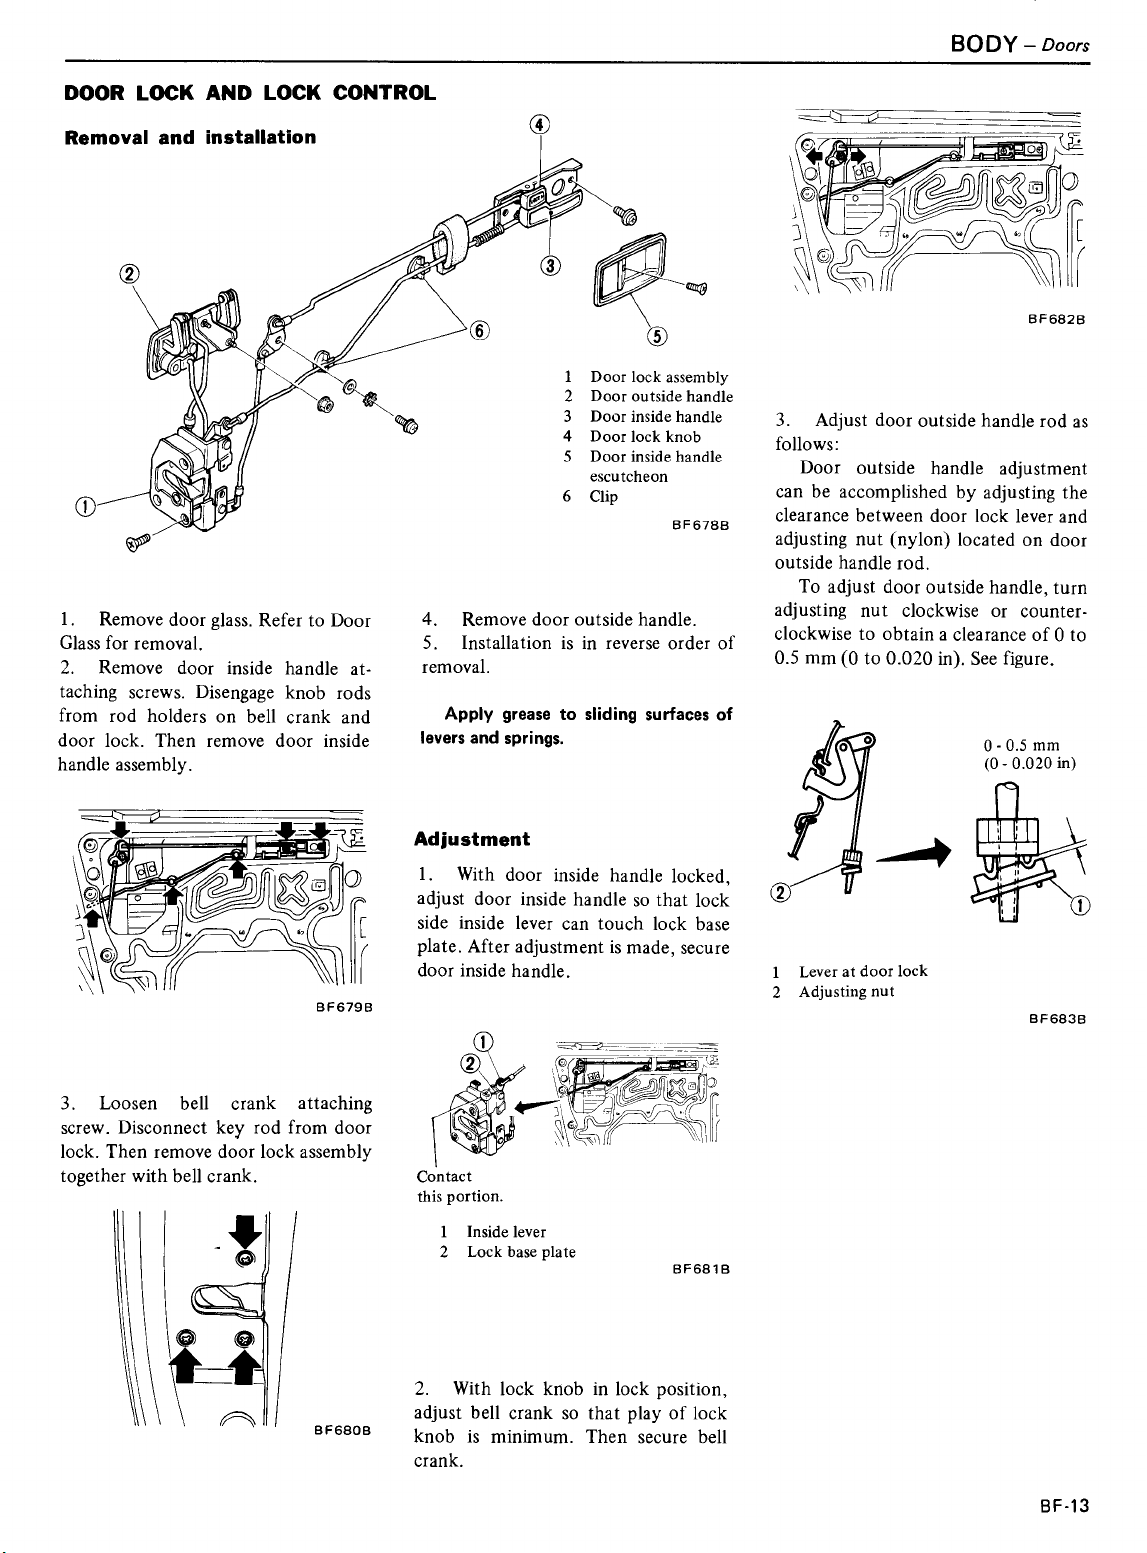 BODY – Doors
DOOR LOCK AND LOCK CONTROL
Removal and installation
4
2
3
6
5
1
1 Door lock assembly
2 Door outside handle
3 Door inside handle
4 Door lock knob
5 Door inside handle
escutcheon
6 Clip
BF678B
1. Remove door glass. Refer to Door
Glass for removal.
2. Remove door inside handle at-
taching screws. Disengage knob rods
from rod holders on bell crank and
door lock. Then remove door inside
handle assembly.
BF679B
3. Loosen bell crank attaching
screw. Disconnect key rod from door
lock. Then remove door lock assembly
together with bell crank.
BF680B
4. Remove door outside handle.
5. Installation is in reverse order of
removal.
Apply grease to sliding surfaces of
levers and springs.
Adjustment
1. With door inside handle locked,
adjust door inside handle so that lock
side inside lever can touch lock base
plate. After adjustment is made, secure
door inside handle.
1
2
Contact
this portion.
1 Inside lever
2 Lock base plate
BF681B
2. With lock knob in lock position,
adjust bell crank so that play of lock
knob is minimum. Then secure bell
crank.
BF682B
3. Adjust door outside handle rod as
follows:
Door outside handle adjustment
can be accomplished by adjusting the
clearance between door lock lever and
adjusting nut (nylon) located on door
outside handle rod.
To adjust door outside handle, turn
adjusting nut clockwise or counter-
clockwise to obtain a clearance of 0 to
0.5 mm (0 to 0.020 in). See figure.
0 - 0.5 mm
(0 - 0.020 in)
2
1
1 Lever at door lock
2 Adjusting nut
BF683B
BF-13